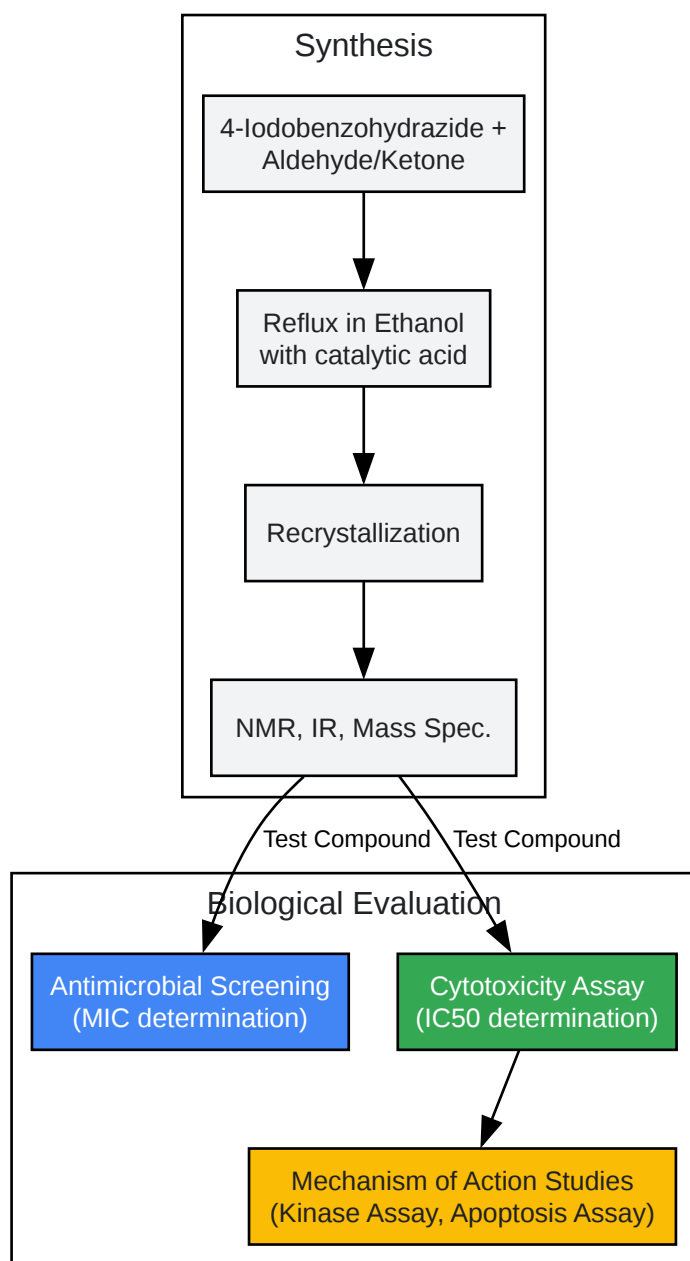 Synthesis
4-Iodobenzohydrazide +
Aldehyde/Ketone
Reflux in Ethanol
with catalytic acid
Recrystallization
NMR, IR, Mass Spec.
Test Compound
Test Compound
Biological Evaluation
Antimicrobial Screening
(MIC determination)
Cytotoxicity Assay
(IC50 determination)
Mechanism of Action Studies
(Kinase Assay, Apoptosis Assay)